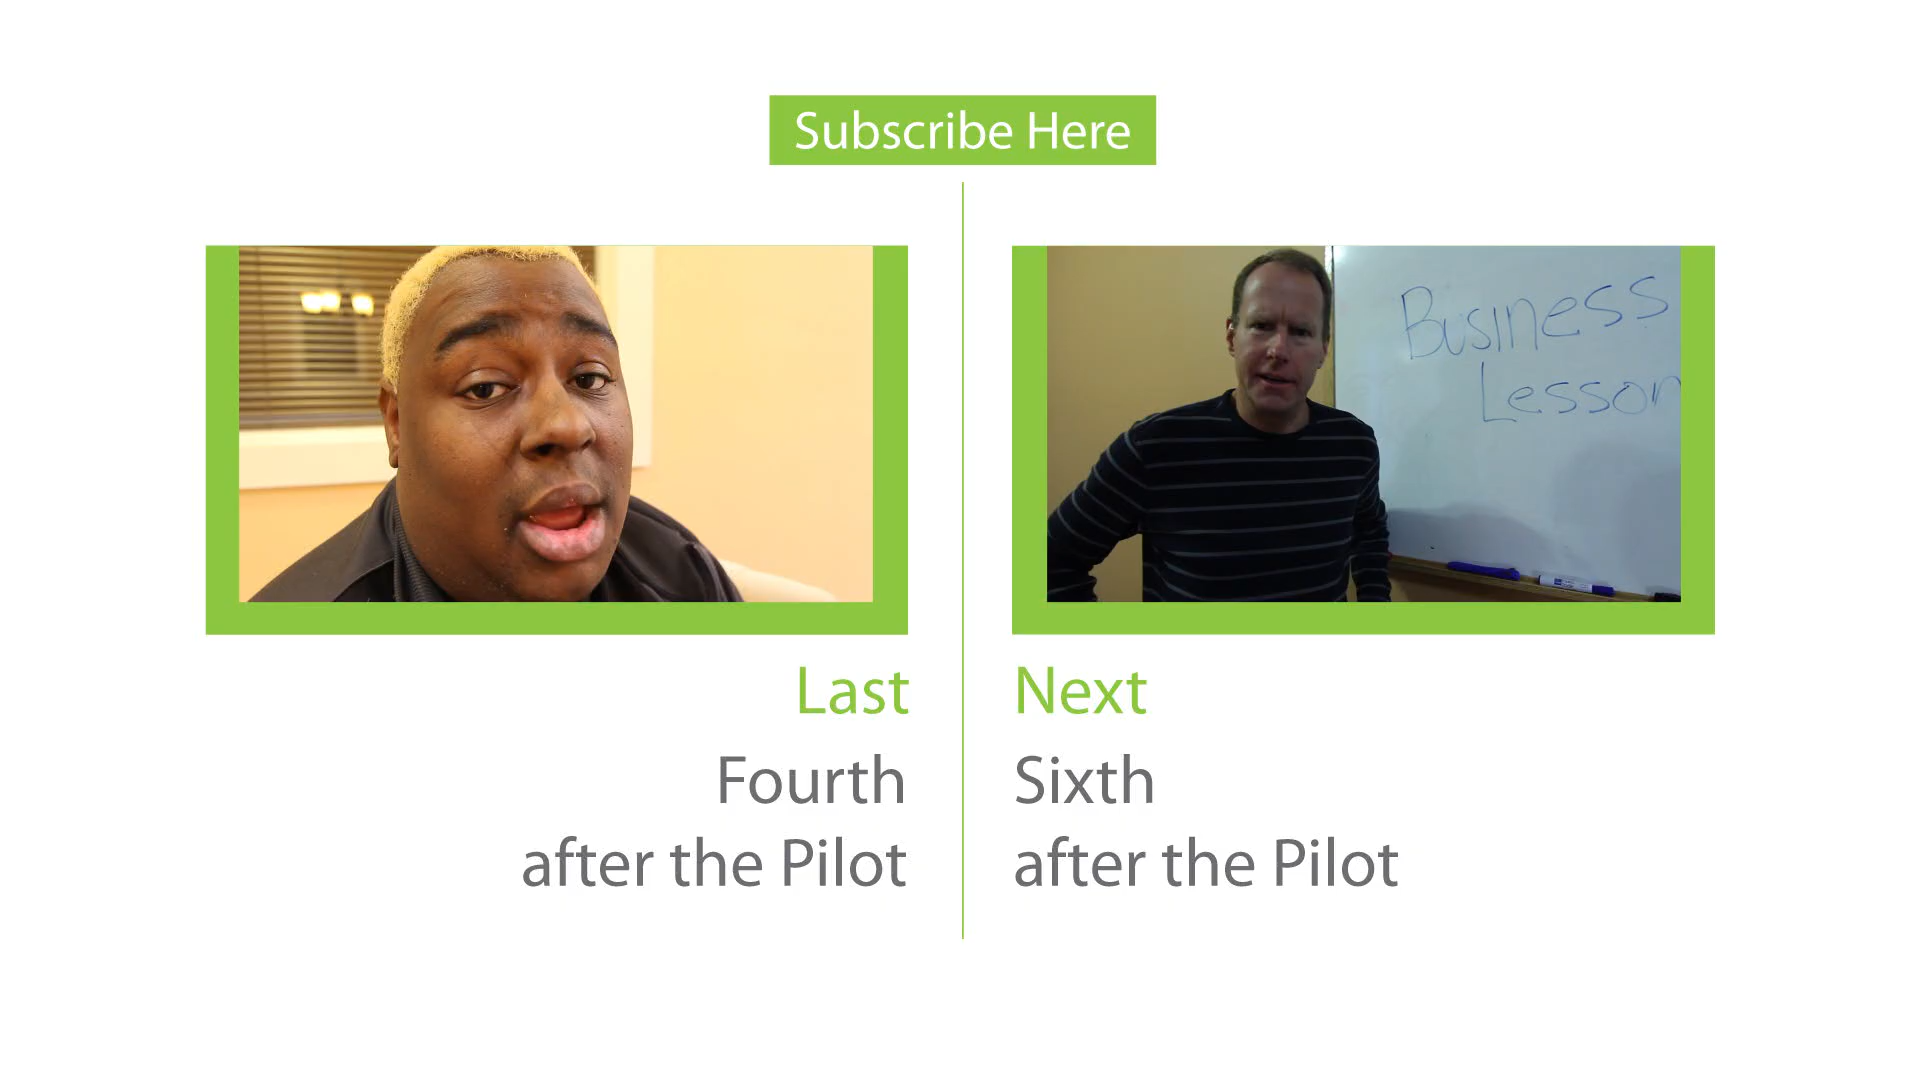 Subscribe Here
Business
Lesson
Last
Fourth
after the Pilot
Next
Sixth
after the Pilot